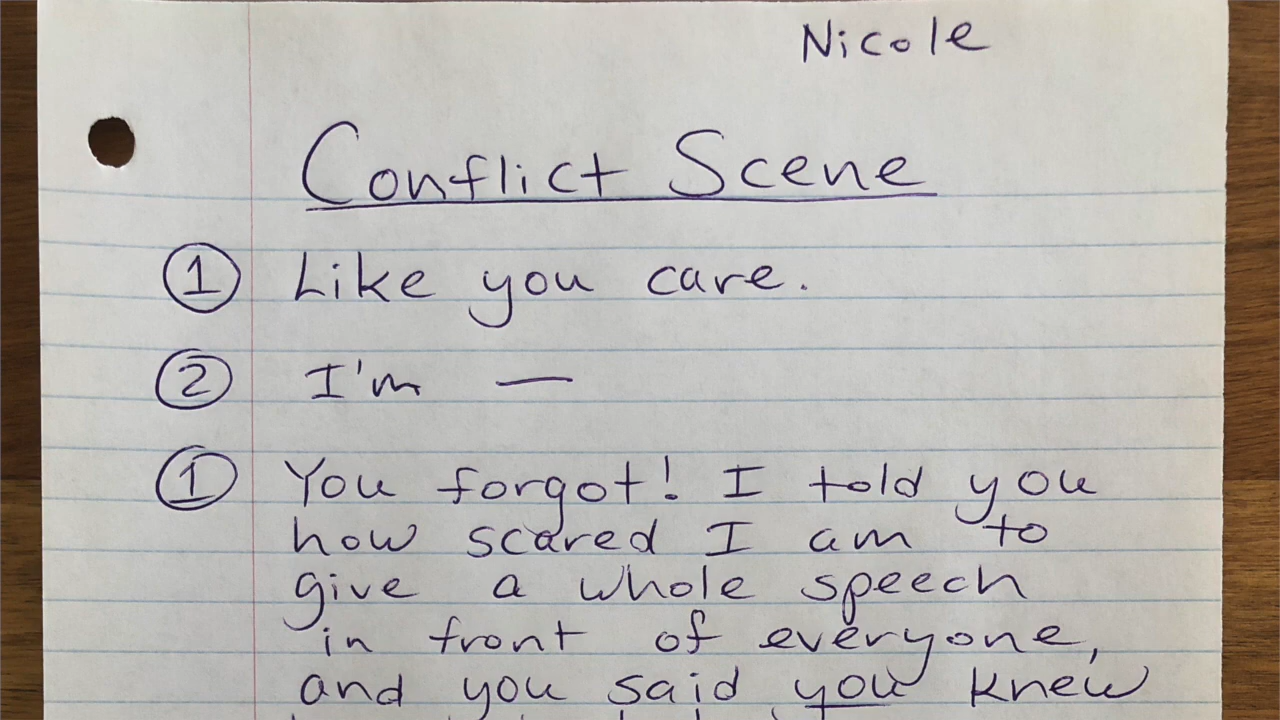 Nicole
Conflict Scene
1 Like you care.
2 I'm —
1 You forgot! I told you
how scared I am to
give a whole speech
in front of everyone,
and you said you knew